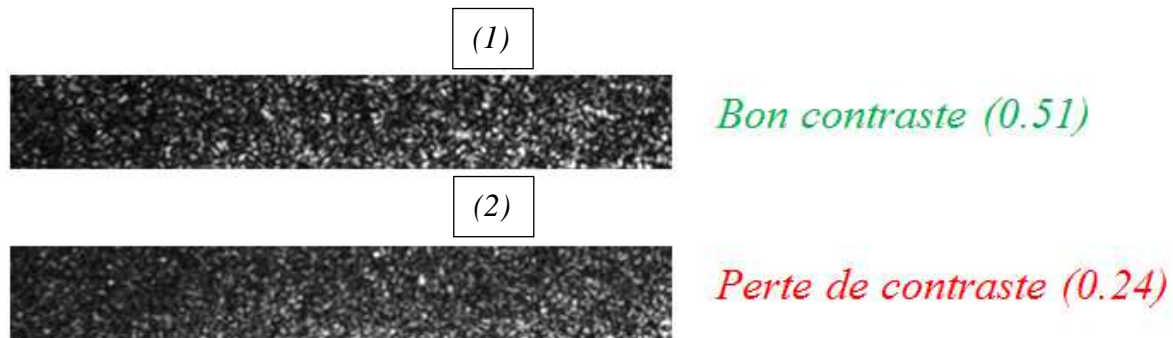 (1)
Bon contraste (0.51)
(2)
Perte de contraste (0.24)